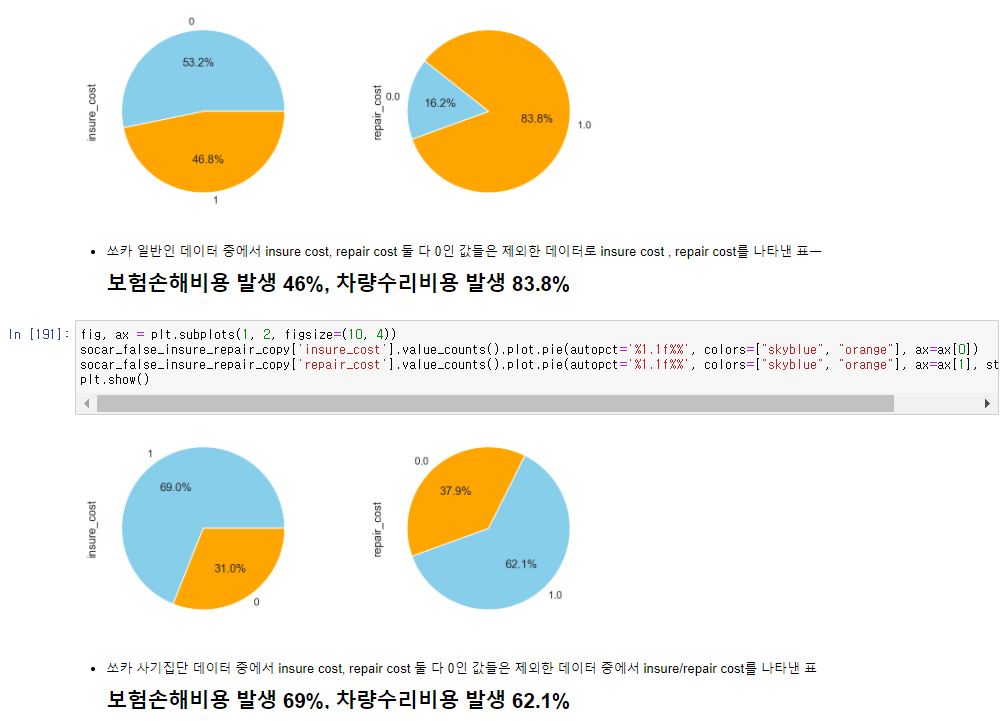 0
53.2%
insure_cost
46.8%
1
repair_cost
0.0
16.2%
83.8%
1.0
• 쏘카 일반인 데이터 중에서 insure cost, repair cost 둘 다 0인 값들은 제외한 데이터로 insure cost , repair cost를 나타낸 표ㅡ
보험손해비용 발생 46%, 차량수리비용 발생 83.8%
In [191]:
fig, ax = plt.subplots(1, 2, figsize=(10, 4))
socar_false_insure_repair_copy['insure_cost'].value_counts().plot.pie(autopct='%1.1f%%', colors=["skyblue", "orange"], ax=ax[0])
socar_false_insure_repair_copy['repair_cost'].value_counts().plot.pie(autopct='%1.1f%%', colors=["skyblue", "orange"], ax=ax[1], st
plt.show()
1
69.0%
insure_cost
31.0%
0
0.0
37.9%
repair_cost
62.1%
1.0
• 쏘카 사기집단 데이터 중에서 insure cost, repair cost 둘 다 0인 값들은 제외한 데이터 중에서 insure/repair cost를 나타낸 표
보험손해비용 발생 69%, 차량수리비용 발생 62.1%